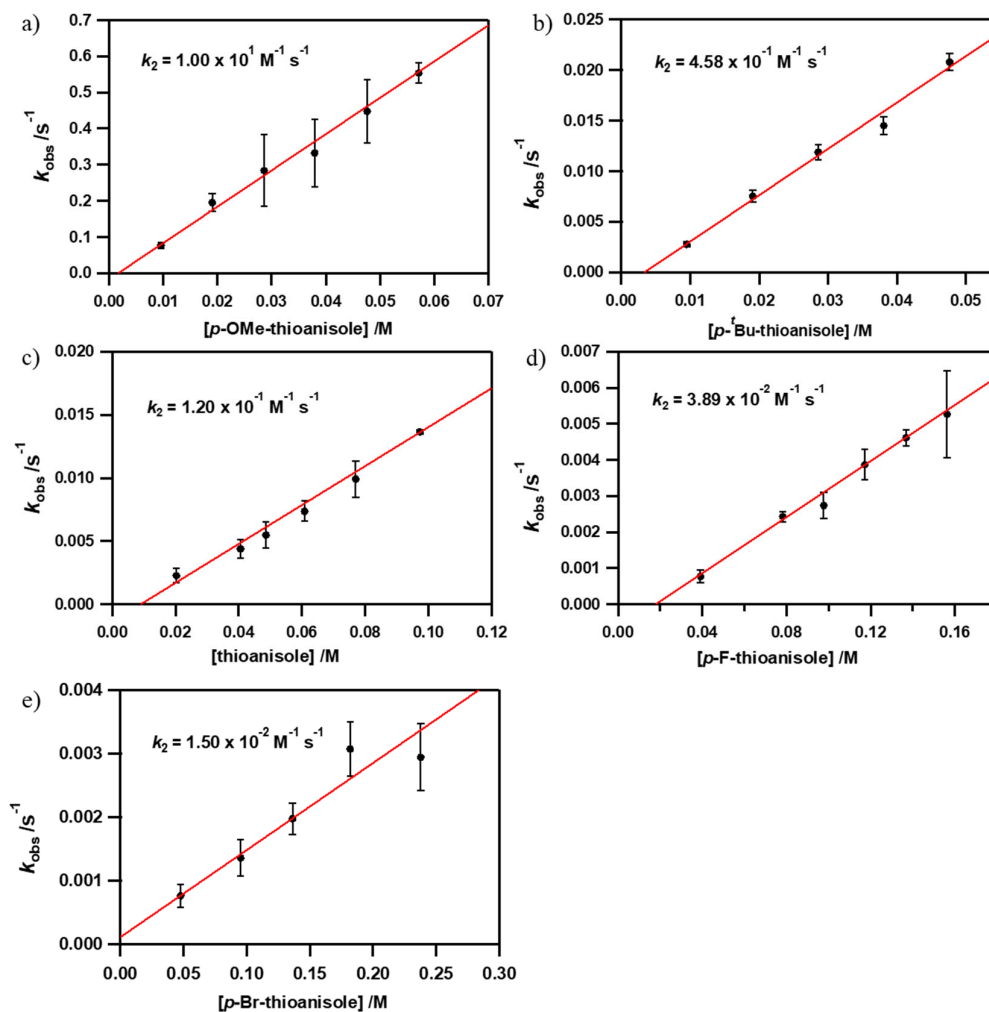 a)
k₂ = 1.00 x 10¹ M⁻¹ s⁻¹
k_obs /s⁻¹
0.7
0.6
0.5
0.4
0.3
0.2
0.1
0.0
0.00 0.01 0.02 0.03 0.04 0.05 0.06 0.07
[p-OMe-thioanisole] /M
b)
k₂ = 4.58 x 10⁻¹ M⁻¹ s⁻¹
k_obs /s⁻¹
0.025
0.020
0.015
0.010
0.005
0.000
0.00 0.01 0.02 0.03 0.04 0.05
[p-ᵗBu-thioanisole] /M
c)
k₂ = 1.20 x 10⁻¹ M⁻¹ s⁻¹
k_obs /s⁻¹
0.020
0.015
0.010
0.005
0.000
0.00 0.02 0.04 0.06 0.08 0.10 0.12
[thioanisole] /M
d)
k₂ = 3.89 x 10⁻² M⁻¹ s⁻¹
k_obs /s⁻¹
0.007
0.006
0.005
0.004
0.003
0.002
0.001
0.000
0.00 0.04 0.08 0.12 0.16
[p-F-thioanisole] /M
e)
k₂ = 1.50 x 10⁻² M⁻¹ s⁻¹
k_obs /s⁻¹
0.004
0.003
0.002
0.001
0.000
0.00 0.05 0.10 0.15 0.20 0.25 0.30
[p-Br-thioanisole] /M